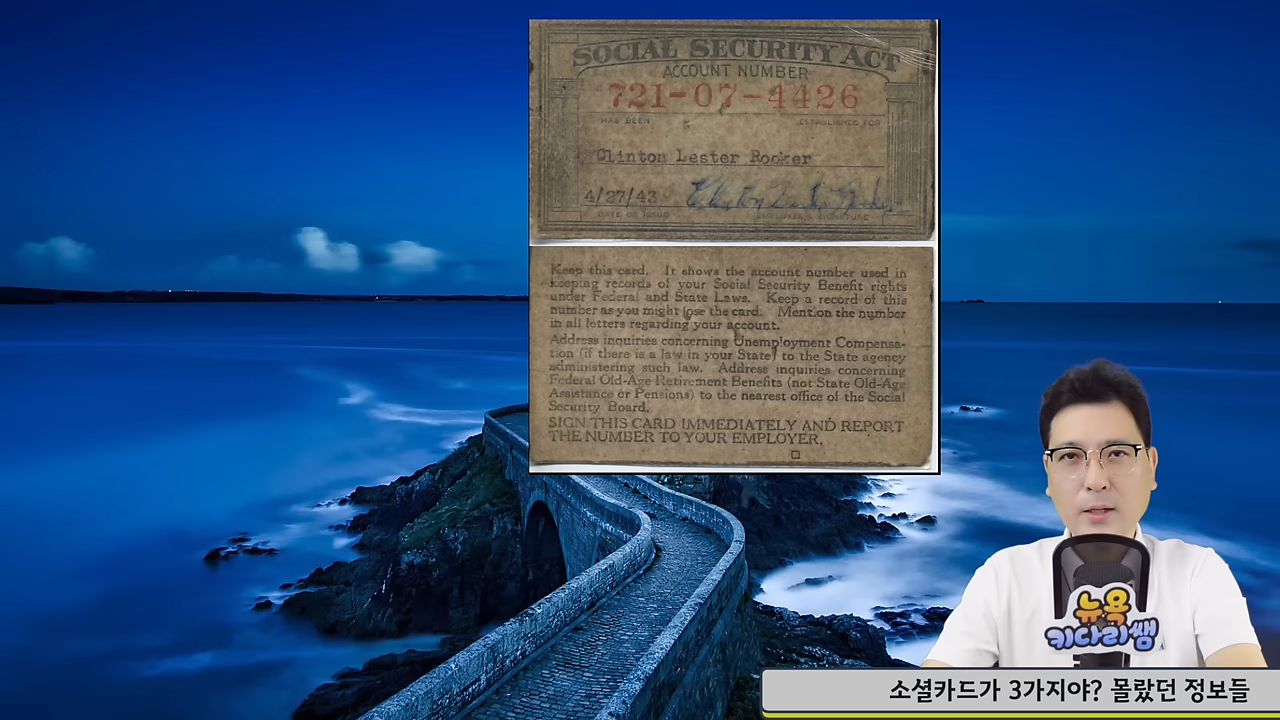 SOCIAL SECURITY ACT
ACCOUNT NUMBER
721-07-4426
HAS BEEN ESTABLISHED FOR
Clinton Lester Rooker
4/27/43
DATE OF ISSUE EMPLOYEE'S SIGNATURE
Keep this card. It shows the account number used in
keeping records of your Social Security Benefit rights
under Federal and State Laws. Keep a record of this
number as you might lose the card. Mention the number
in all letters regarding your account.
Address inquiries concerning Unemployment Compensa-
tion (if there is a law in your State) to the State agency
administering such law. Address inquiries concerning
Federal Old-Age Retirement Benefits (not State Old-Age
Assistance or Pensions) to the nearest office of the Social
Security Board.
SIGN THIS CARD IMMEDIATELY AND REPORT
THE NUMBER TO YOUR EMPLOYER.
뉴욕
키다리쌤
소셜카드가 3가지야? 몰랐던 정보들